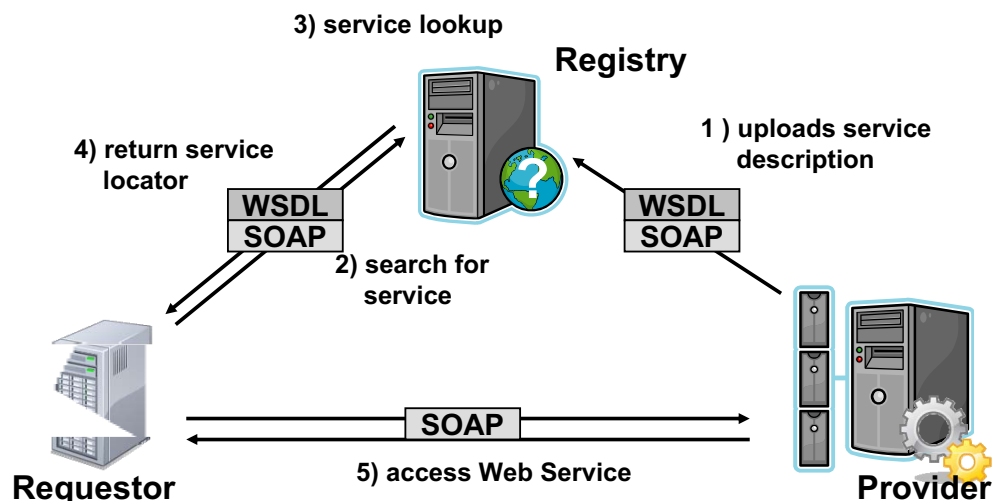 3) service lookup
Registry
1 ) uploads service
description
4) return service
locator
WSDL
SOAP
WSDL
SOAP
2) search for
service
SOAP
5) access Web Service
Requestor
Provider
?